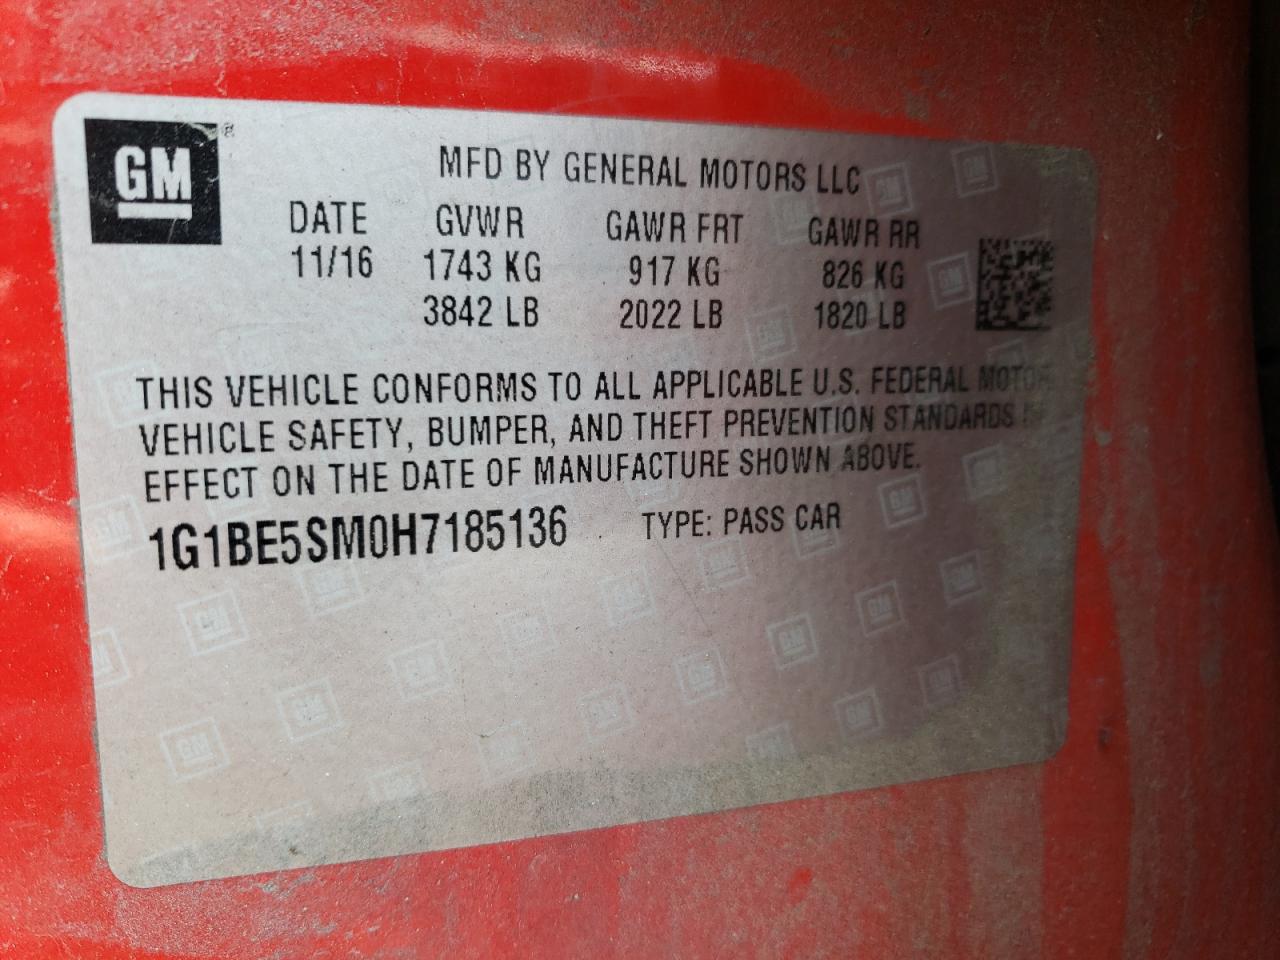 GM ®
MFD BY GENERAL MOTORS LLC
DATE GVWR GAWR FRT GAWR RR
11/16 1743 KG 917 KG 826 KG
3842 LB 2022 LB 1820 LB
THIS VEHICLE CONFORMS TO ALL APPLICABLE U.S. FEDERAL MOTOR
VEHICLE SAFETY, BUMPER, AND THEFT PREVENTION STANDARDS IN
EFFECT ON THE DATE OF MANUFACTURE SHOWN ABOVE.
1G1BE5SM0H7185136 TYPE: PASS CAR